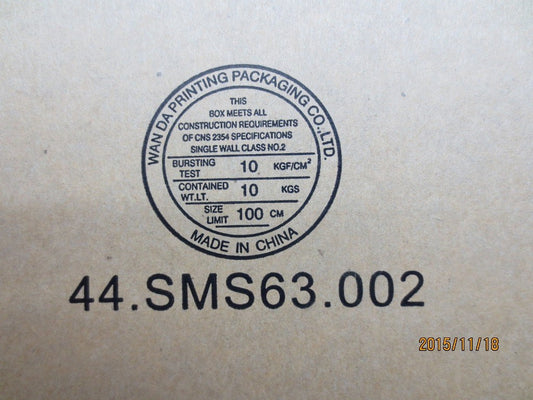 WAN DA PRINTING PACKAGING CO.,LTD.
THIS
BOX MEETS ALL
CONSTRUCTION REQUIREMENTS
OF CNS 2354 SPECIFICATIONS
SINGLE WALL CLASS NO.2
BURSTING TEST 10 KGF/CM²
CONTAINED WT.LT. 10 KGS
SIZE LIMIT 100 CM
MADE IN CHINA
44.SMS63.002
2015/11/18